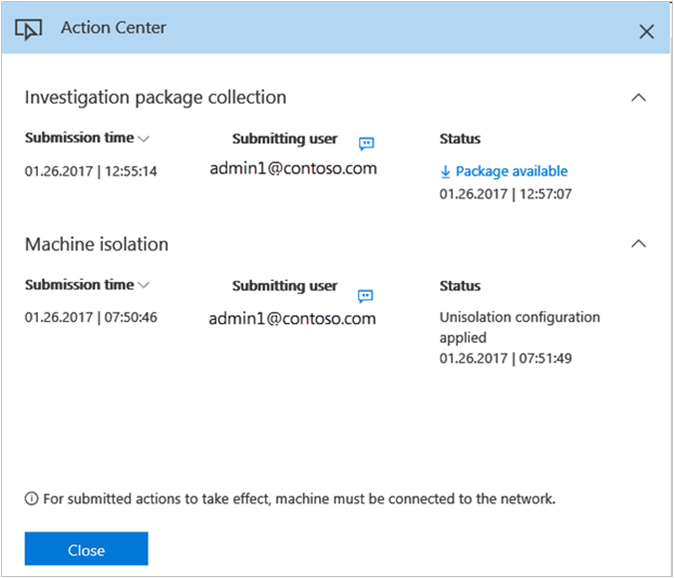 Action Center
Investigation package collection
Submission time Submitting user Status
01.26.2017 | 12:55:14 admin1@contoso.com Package available
01.26.2017 | 12:57:07
Machine isolation
Submission time Submitting user Status
01.26.2017 | 07:50:46 admin1@contoso.com Unisolation configuration
applied
01.26.2017 | 07:51:49
For submitted actions to take effect, machine must be connected to the network.
Close